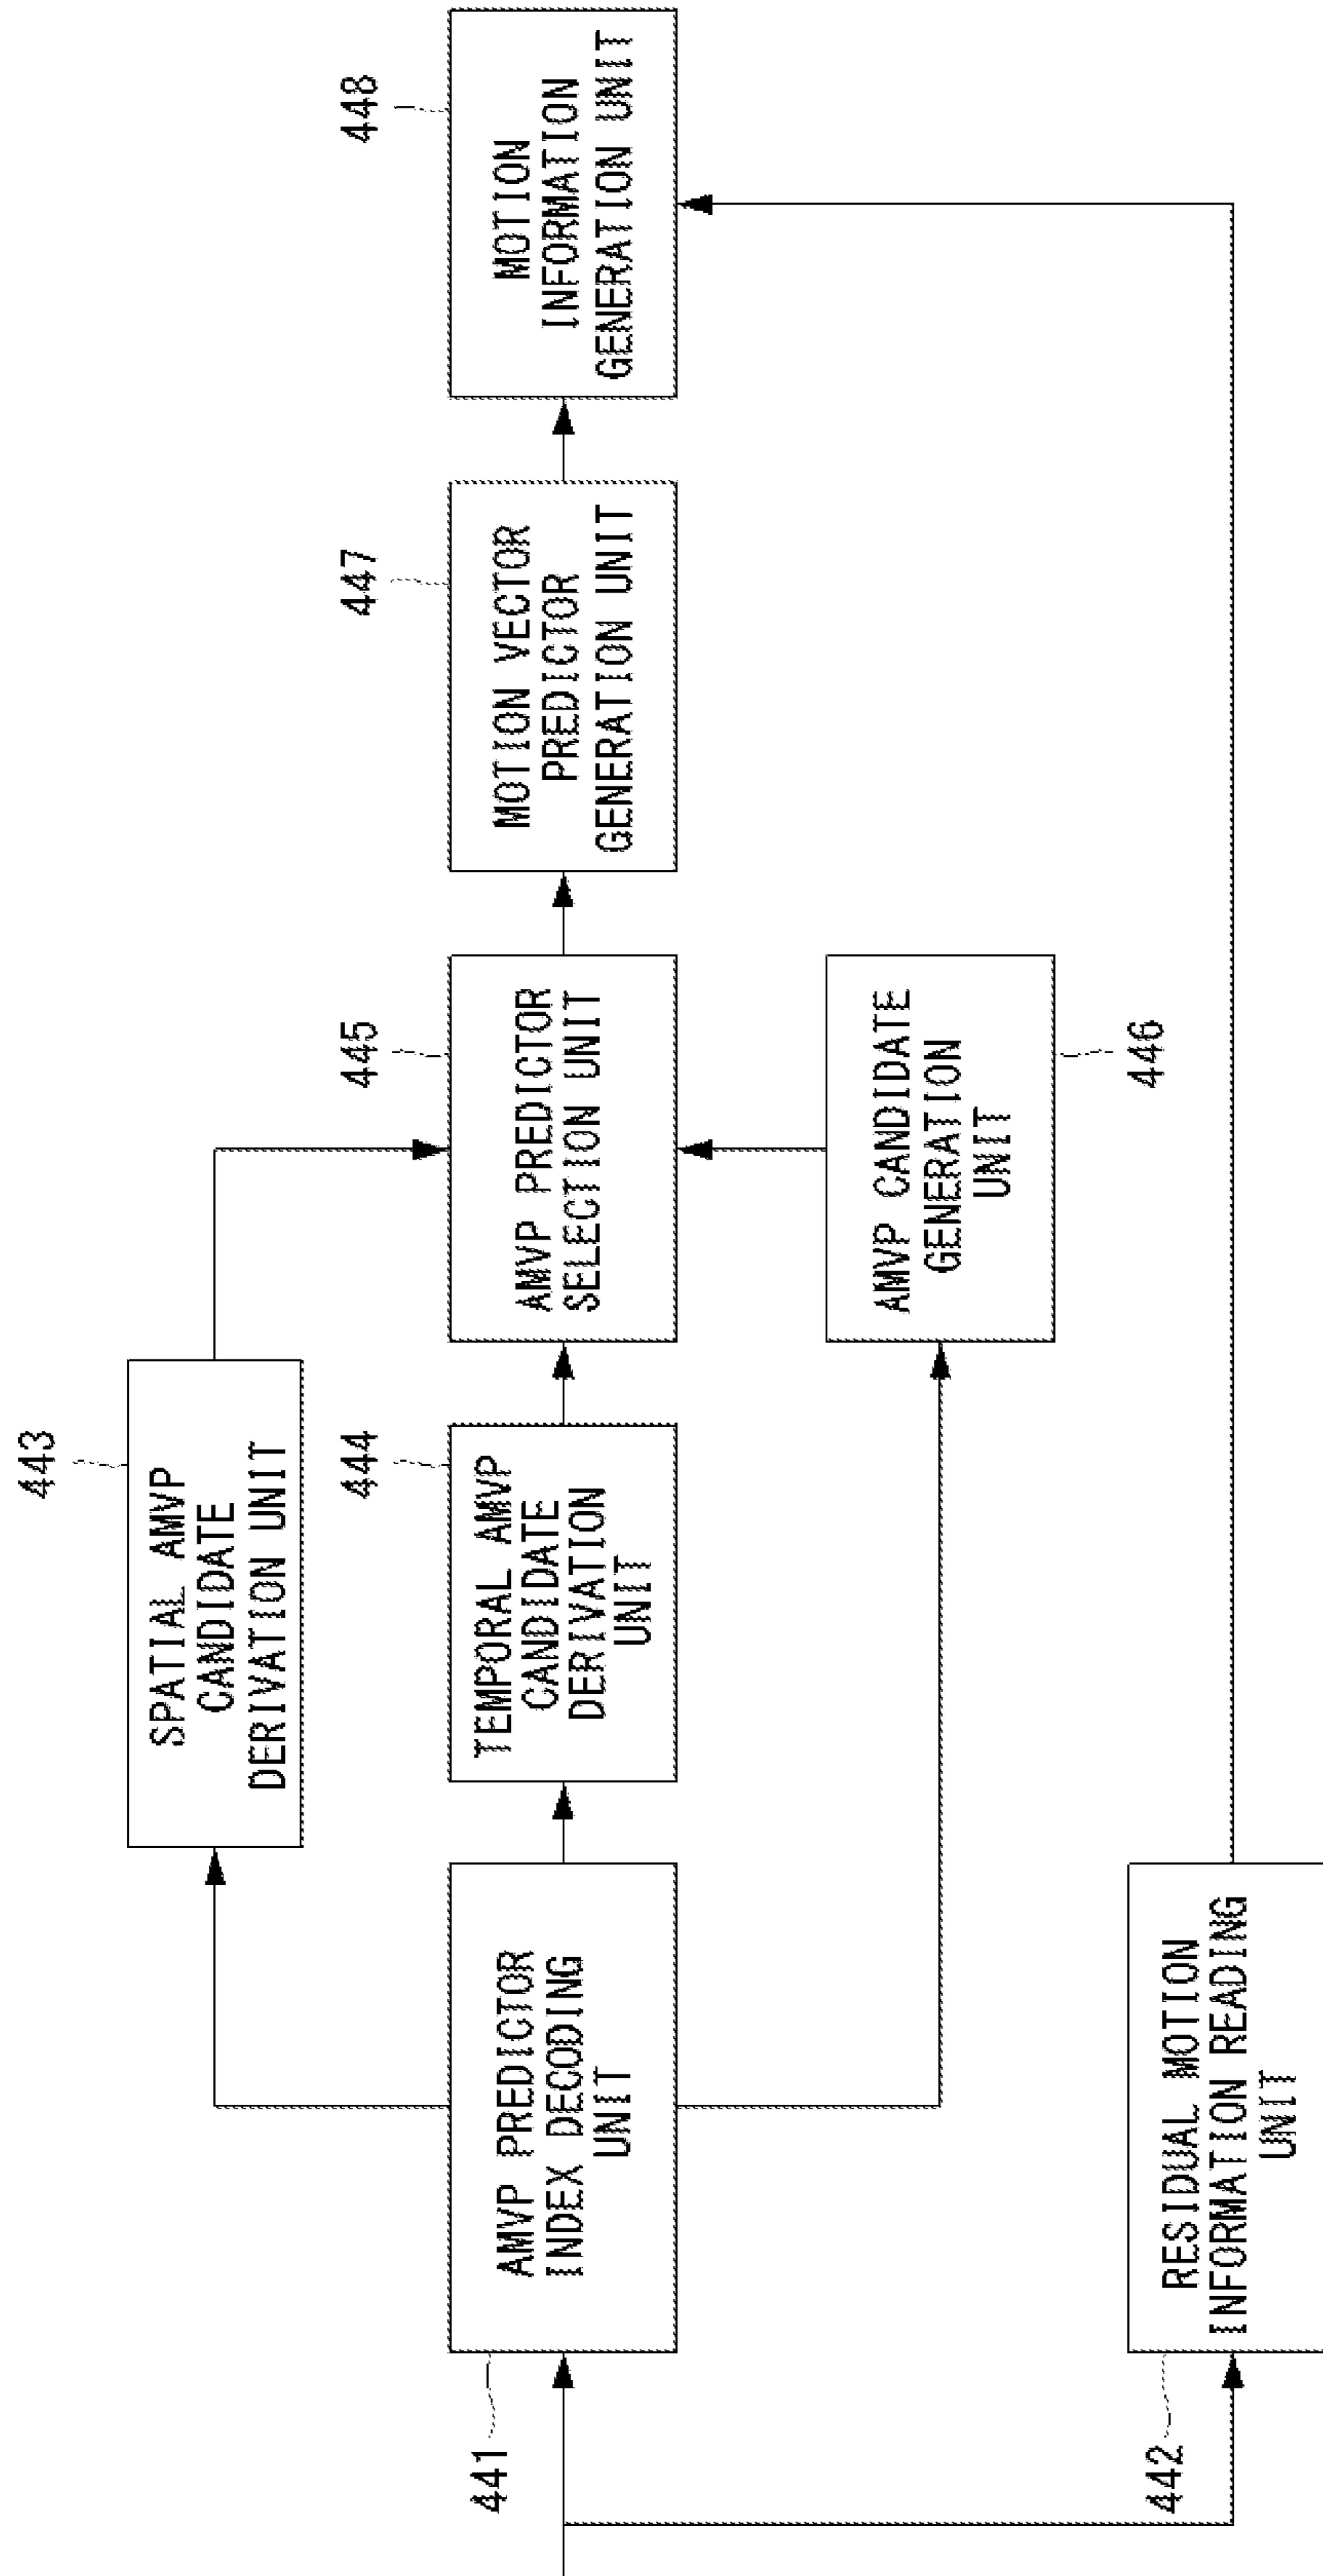 441
AMVP PREDICTOR
INDEX DECODING
UNIT
442
RESIDUAL MOTION
INFORMATION READING
UNIT
443
SPATIAL AMVP
CANDIDATE
DERIVATION UNIT
444
TEMPORAL AMVP
CANDIDATE
DERIVATION
UNIT
445
AMVP PREDICTOR
SELECTION UNIT
AMVP CANDIDATE
GENERATION
UNIT
446
447
MOTION VECTOR
PREDICTOR
GENERATION UNIT
448
MOTION
INFORMATION
GENERATION UNIT